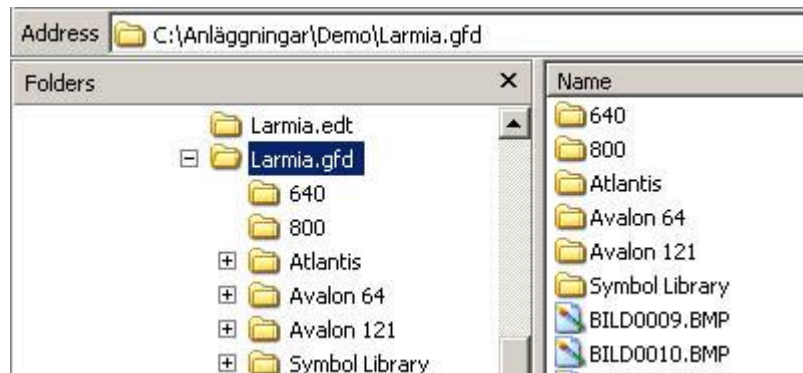 Address C:\Anläggningar\Demo\Larmia.gfd
Folders
Larmia.edt
Larmia.gfd
640
800
Atlantis
Avalon 64
Avalon 121
Symbol Library
Name
640
800
Atlantis
Avalon 64
Avalon 121
Symbol Library
BILD0009.BMP
BILD0010.BMP